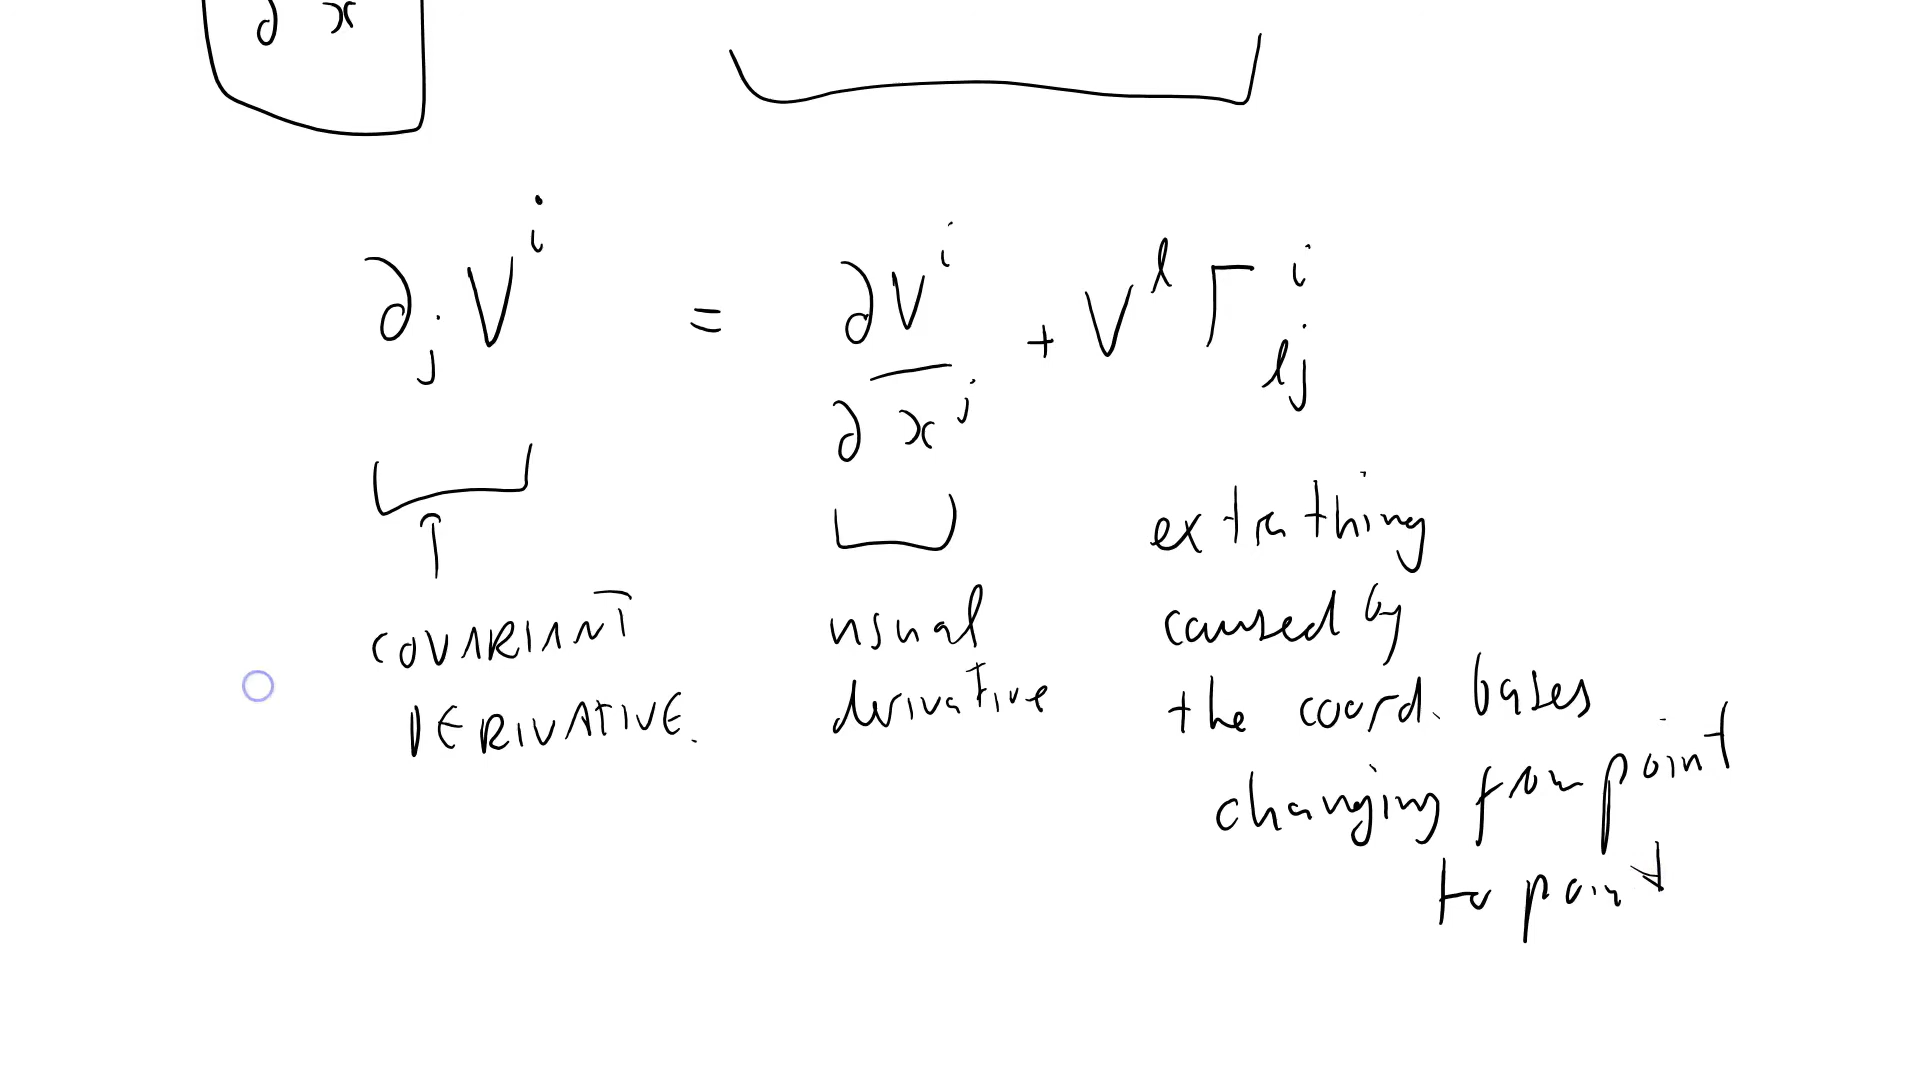 ∂ x
∂ⱼ Vⁱ = ∂Vⁱ / ∂xʲ + Vˡ Γⁱ_lj
extra thing
COVARIANT usual caused by
DERIVATIVE. derivative the coord. bases
changing from point
to point